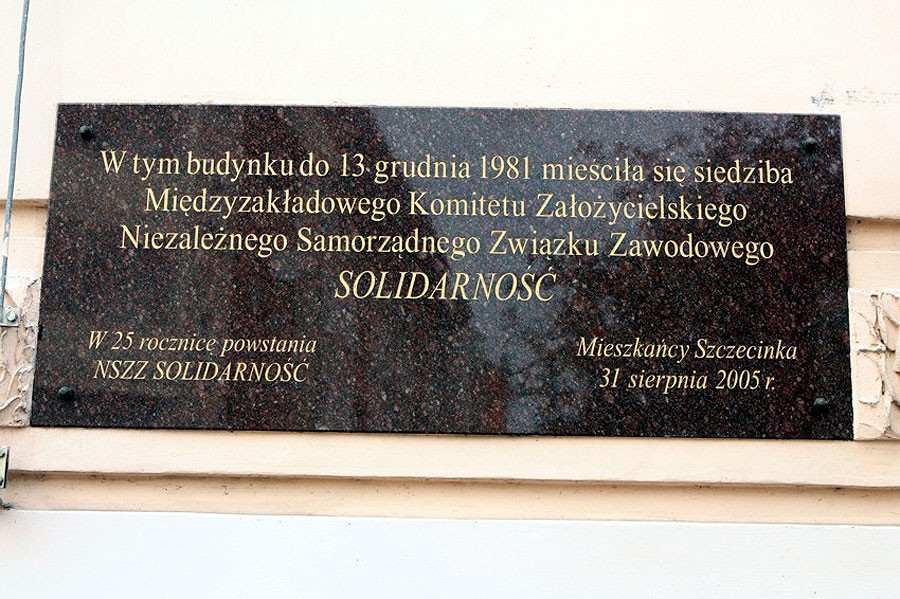 W tym budynku do 13 grudnia 1981 mieściła się siedziba
Międzyzakładowego Komitetu Założycielskiego
Niezależnego Samorządnego Związku Zawodowego
SOLIDARNOŚĆ
W 25 rocznicę powstania
NSZZ SOLIDARNOŚĆ
Mieszkańcy Szczecinka
31 sierpnia 2005 r.